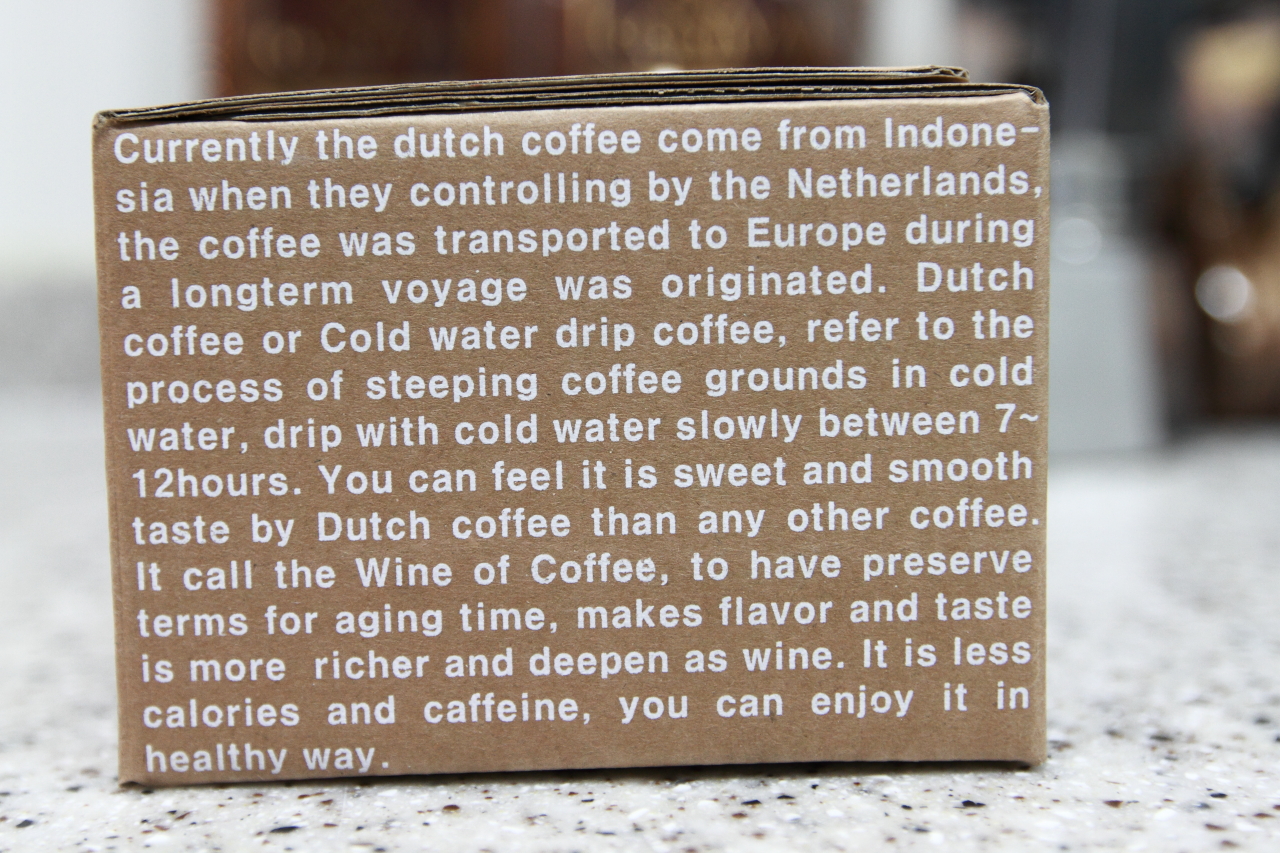 Currently the dutch coffee come from Indone-
sia when they controlling by the Netherlands,
the coffee was transported to Europe during
a longterm voyage was originated. Dutch
coffee or Cold water drip coffee, refer to the
process of steeping coffee grounds in cold
water, drip with cold water slowly between 7~
12hours. You can feel it is sweet and smooth
taste by Dutch coffee than any other coffee.
It call the Wine of Coffee, to have preserve
terms for aging time, makes flavor and taste
is more richer and deepen as wine. It is less
calories and caffeine, you can enjoy it in
healthy way.